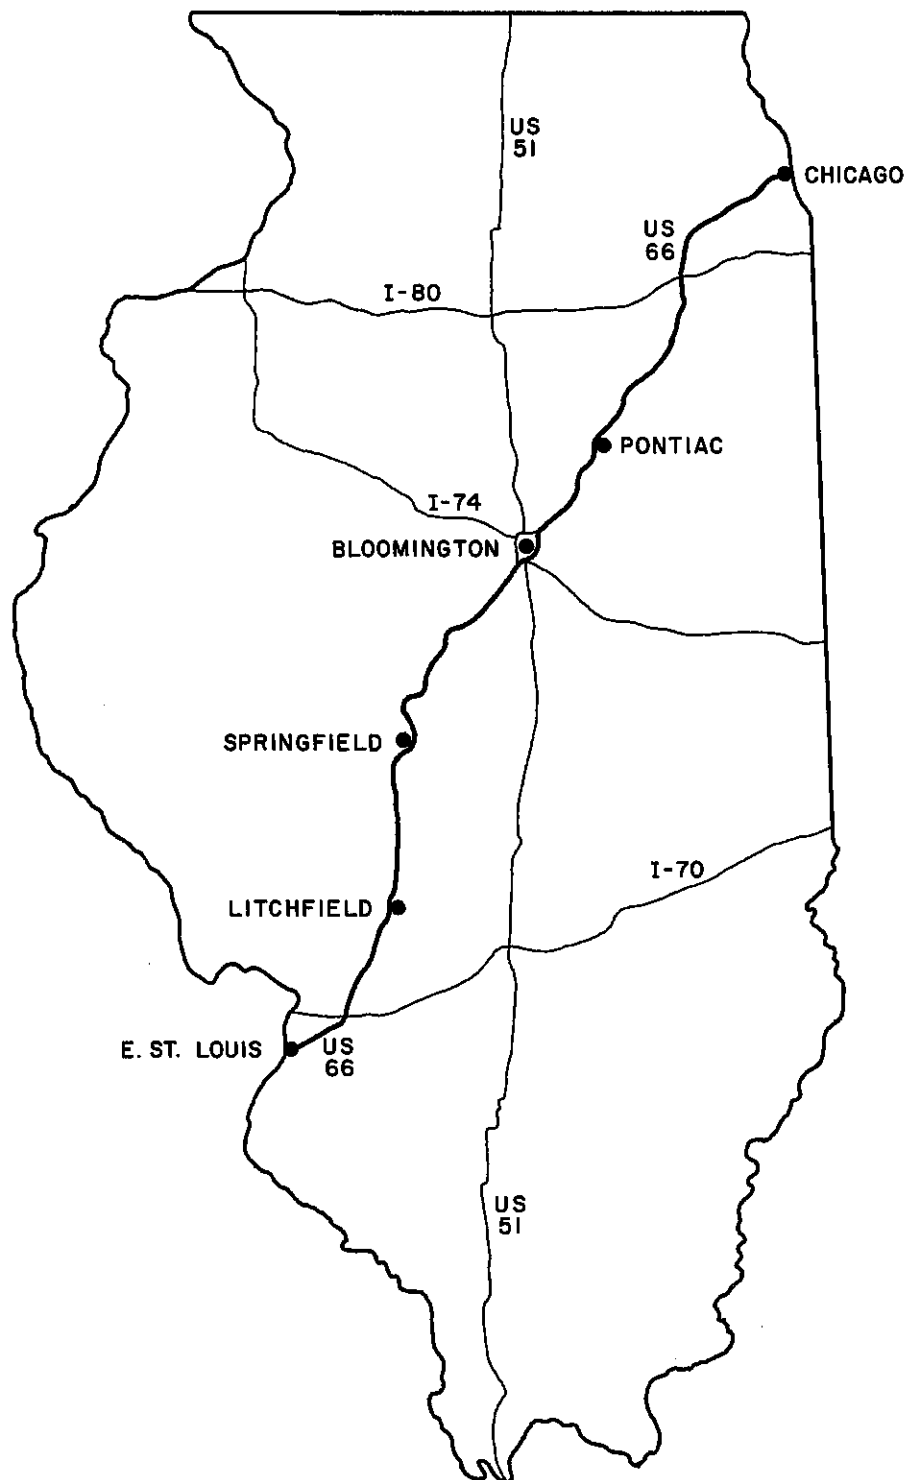 US
51
CHICAGO
US
66
I-80
PONTIAC
I-74
BLOOMINGTON
SPRINGFIELD
I-70
LITCHFIELD
E. ST. LOUIS
US
66
US
51